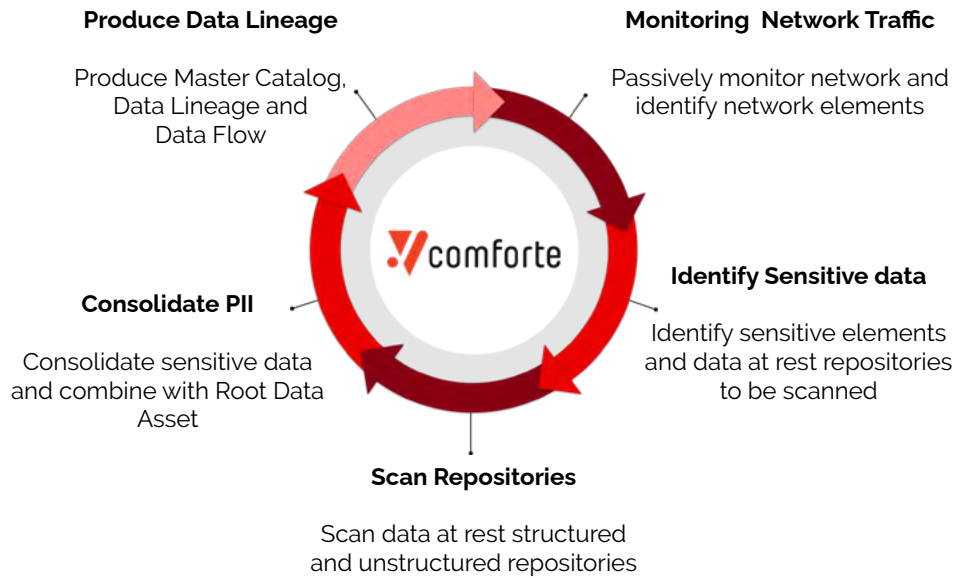 Produce Data Lineage
Produce Master Catalog,
Data Lineage and
Data Flow
Monitoring Network Traffic
Passively monitor network and
identify network elements
comforte
Identify Sensitive data
Identify sensitive elements
and data at rest repositories
to be scanned
Consolidate PII
Consolidate sensitive data
and combine with Root Data
Asset
Scan Repositories
Scan data at rest structured
and unstructured repositories